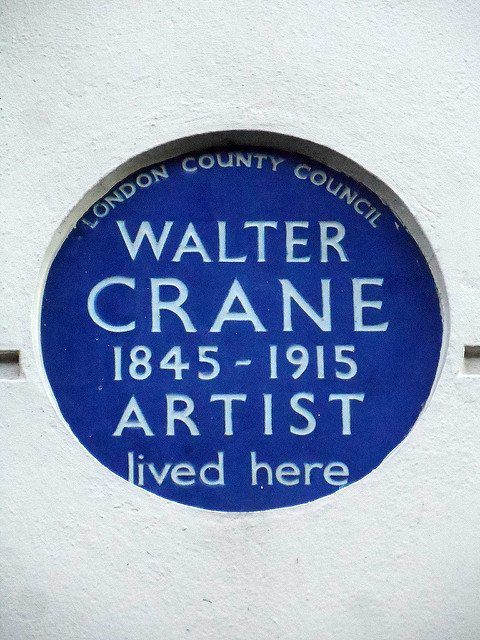 LONDON COUNTY COUNCIL
WALTER
CRANE
1845-1915
ARTIST
lived here